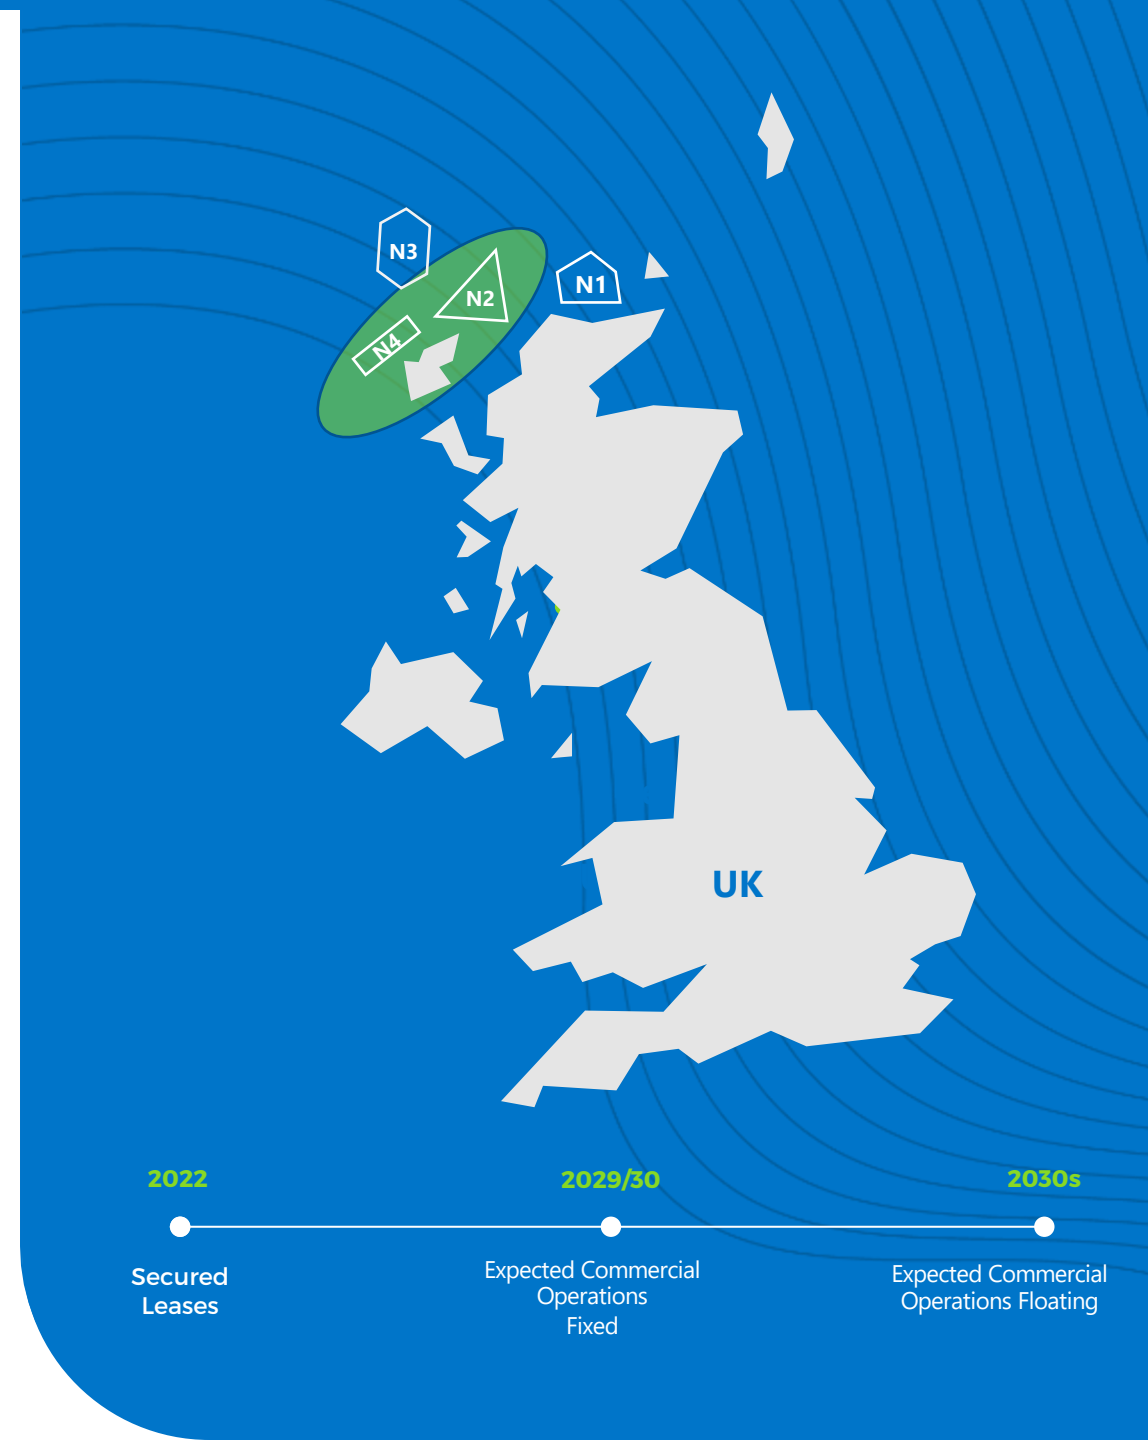 N3
N2
N1
N4
UK
2022
2029/30
2030s
Secured
Leases
Expected Commercial
Operations
Fixed
Expected Commercial
Operations Floating